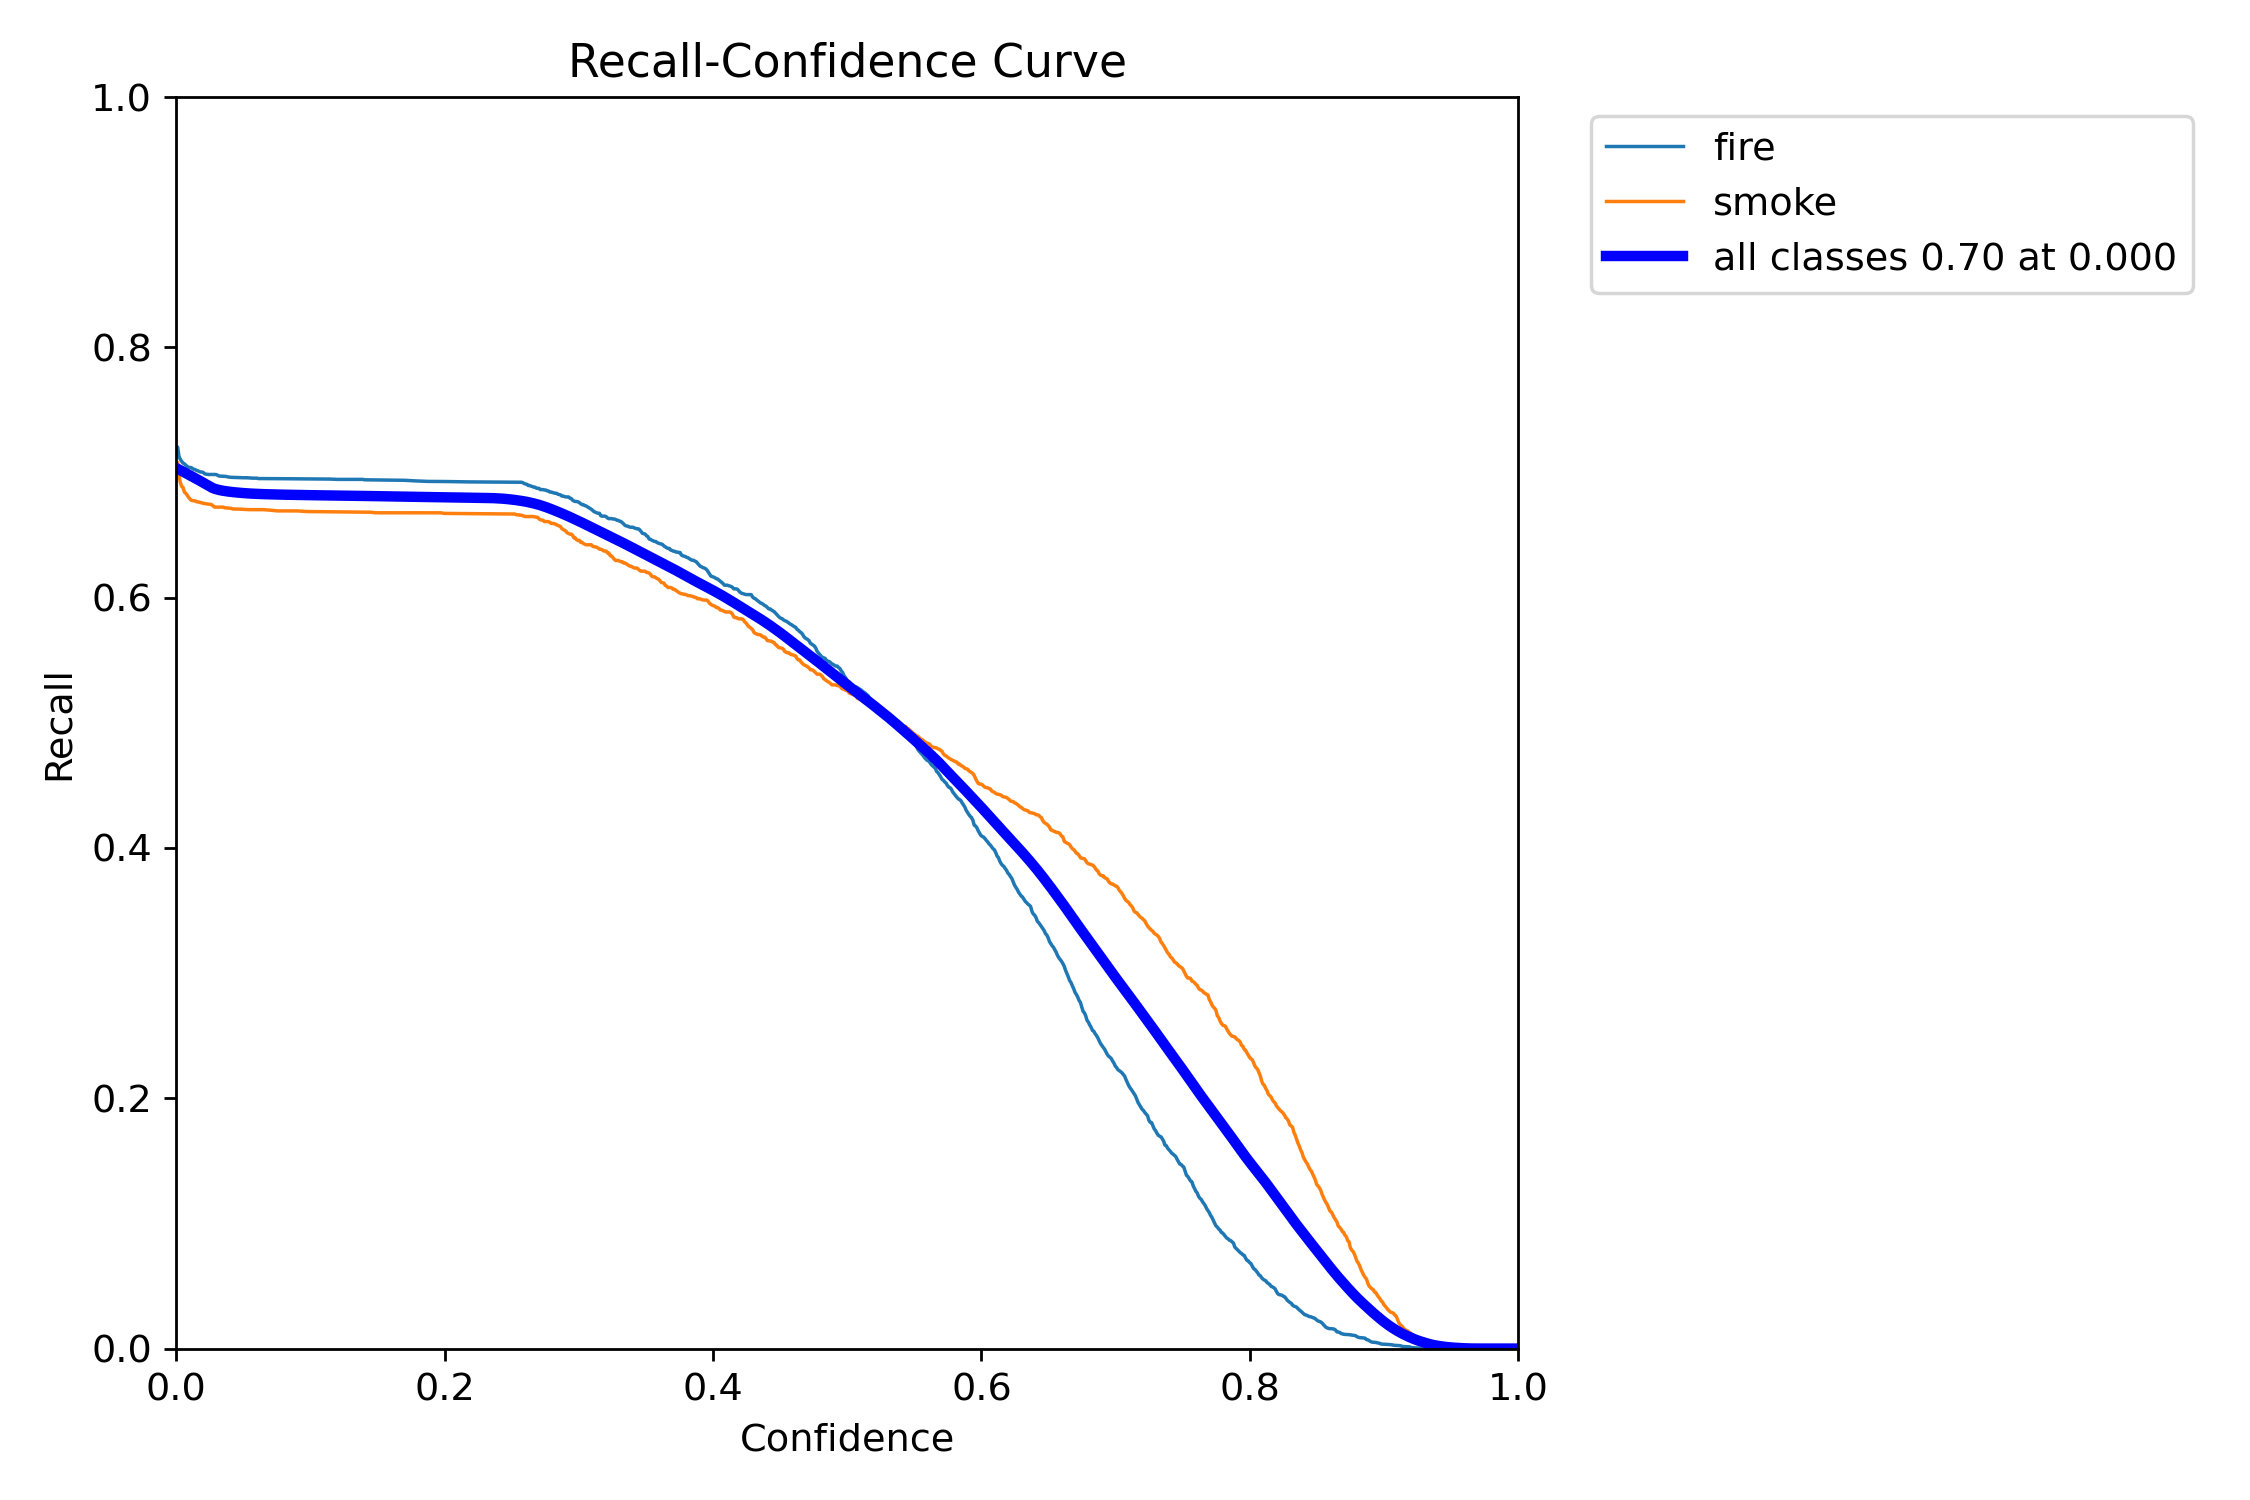 Recall-Confidence Curve
1.0
0.8
0.6
0.4
0.2
0.0
Recall
0.0 0.2 0.4 0.6 0.8 1.0
Confidence
fire
smoke
all classes 0.70 at 0.000